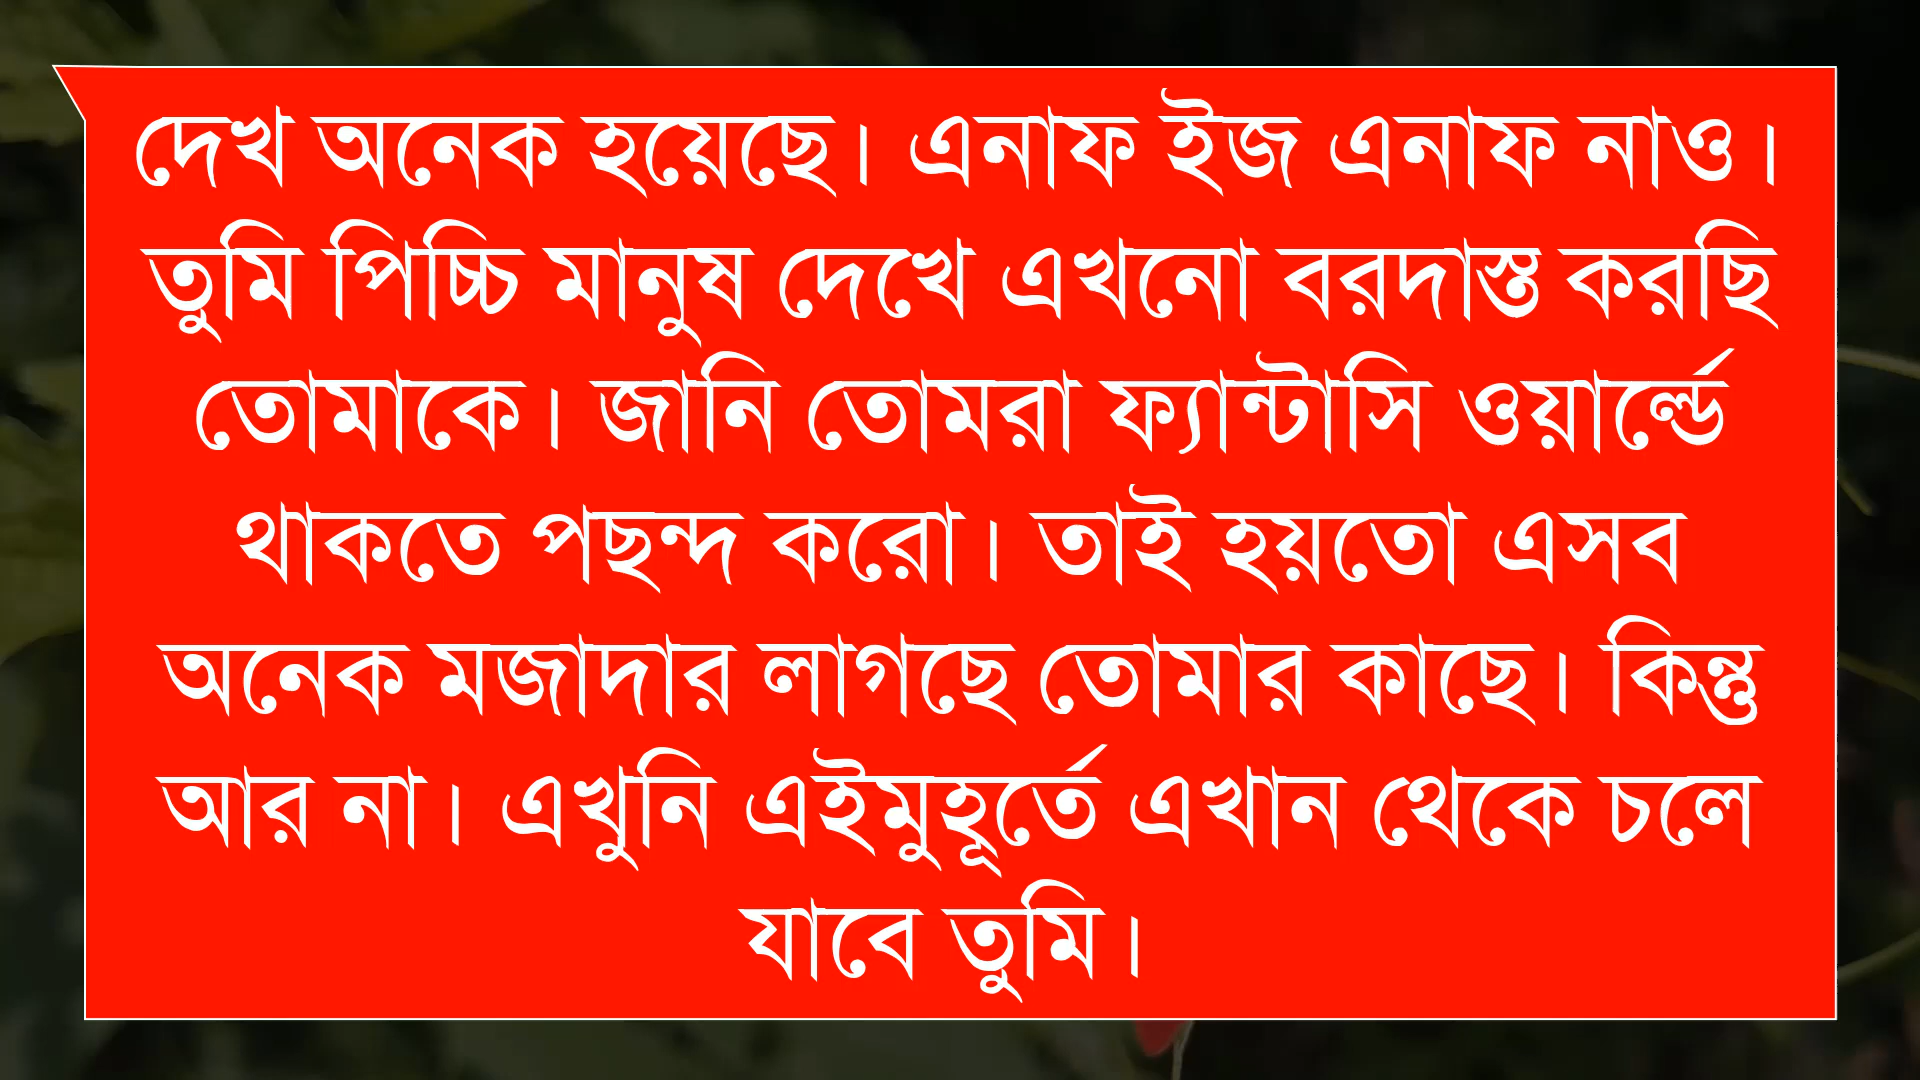 দেখ অনেক হয়েছে। এনাফ ইজ এনাফ নাও।
তুমি পিচ্চি মানুষ দেখে এখনো বরদাস্ত করছি
তোমাকে। জানি তোমরা ফ্যান্টাসি ওয়ার্ল্ডে
থাকতে পছন্দ করো। তাই হয়তো এসব
অনেক মজাদার লাগছে তোমার কাছে। কিন্তু
আর না। এখুনি এইমুহূর্তে এখান থেকে চলে
যাবে তুমি।